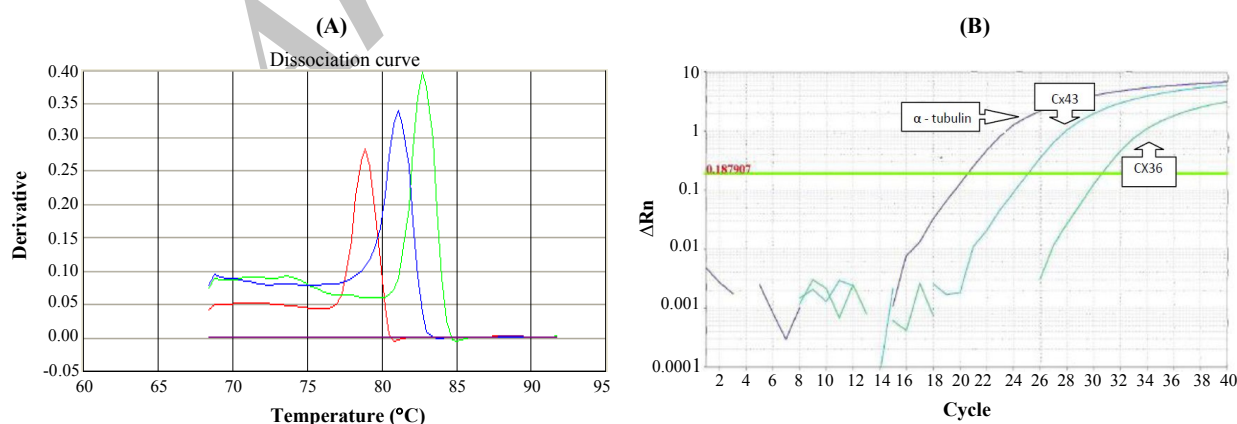 (A)
Dissociation curve
Derivative
0.40
0.35
0.30
0.25
0.20
0.15
0.10
0.05
0.00
-0.05
60 65 70 75 80 85 90 95
Temperature (°C)
(B)
ΔRn
10
1
0.1
0.01
0.001
0.0001
0.187907
α - tubulin
Cx43
CX36
2 4 6 8 10 12 14 16 18 20 22 24 26 28 30 32 34 36 38 40
Cycle